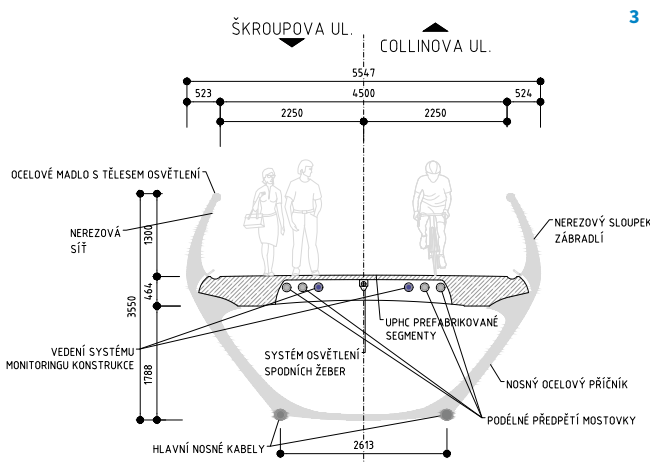 3
ŠKROUPOVA UL.
COLLINOVA UL.
5547
523
4500
524
2250
2250
OCELOVÉ MADLO S TĚLESEM OSVĚTLENÍ
NEREZOVÁ
SÍŤ
1300
NEREZOVÝ SLOUPEK
ZÁBRADLÍ
464
3550
1788
VEDENÍ SYSTÉMU
MONITORINGU KONSTRUKCE
SYSTÉM OSVĚTLENÍ
SPODNÍCH ŽEBER
UPHC PREFABRIKOVANÉ
SEGMENTY
NOSNÝ OCELOVÝ PŘÍČNÍK
PODÉLNÉ PŘEDPĚTÍ MOSTOVKY
HLAVNÍ NOSNÉ KABELY
2613